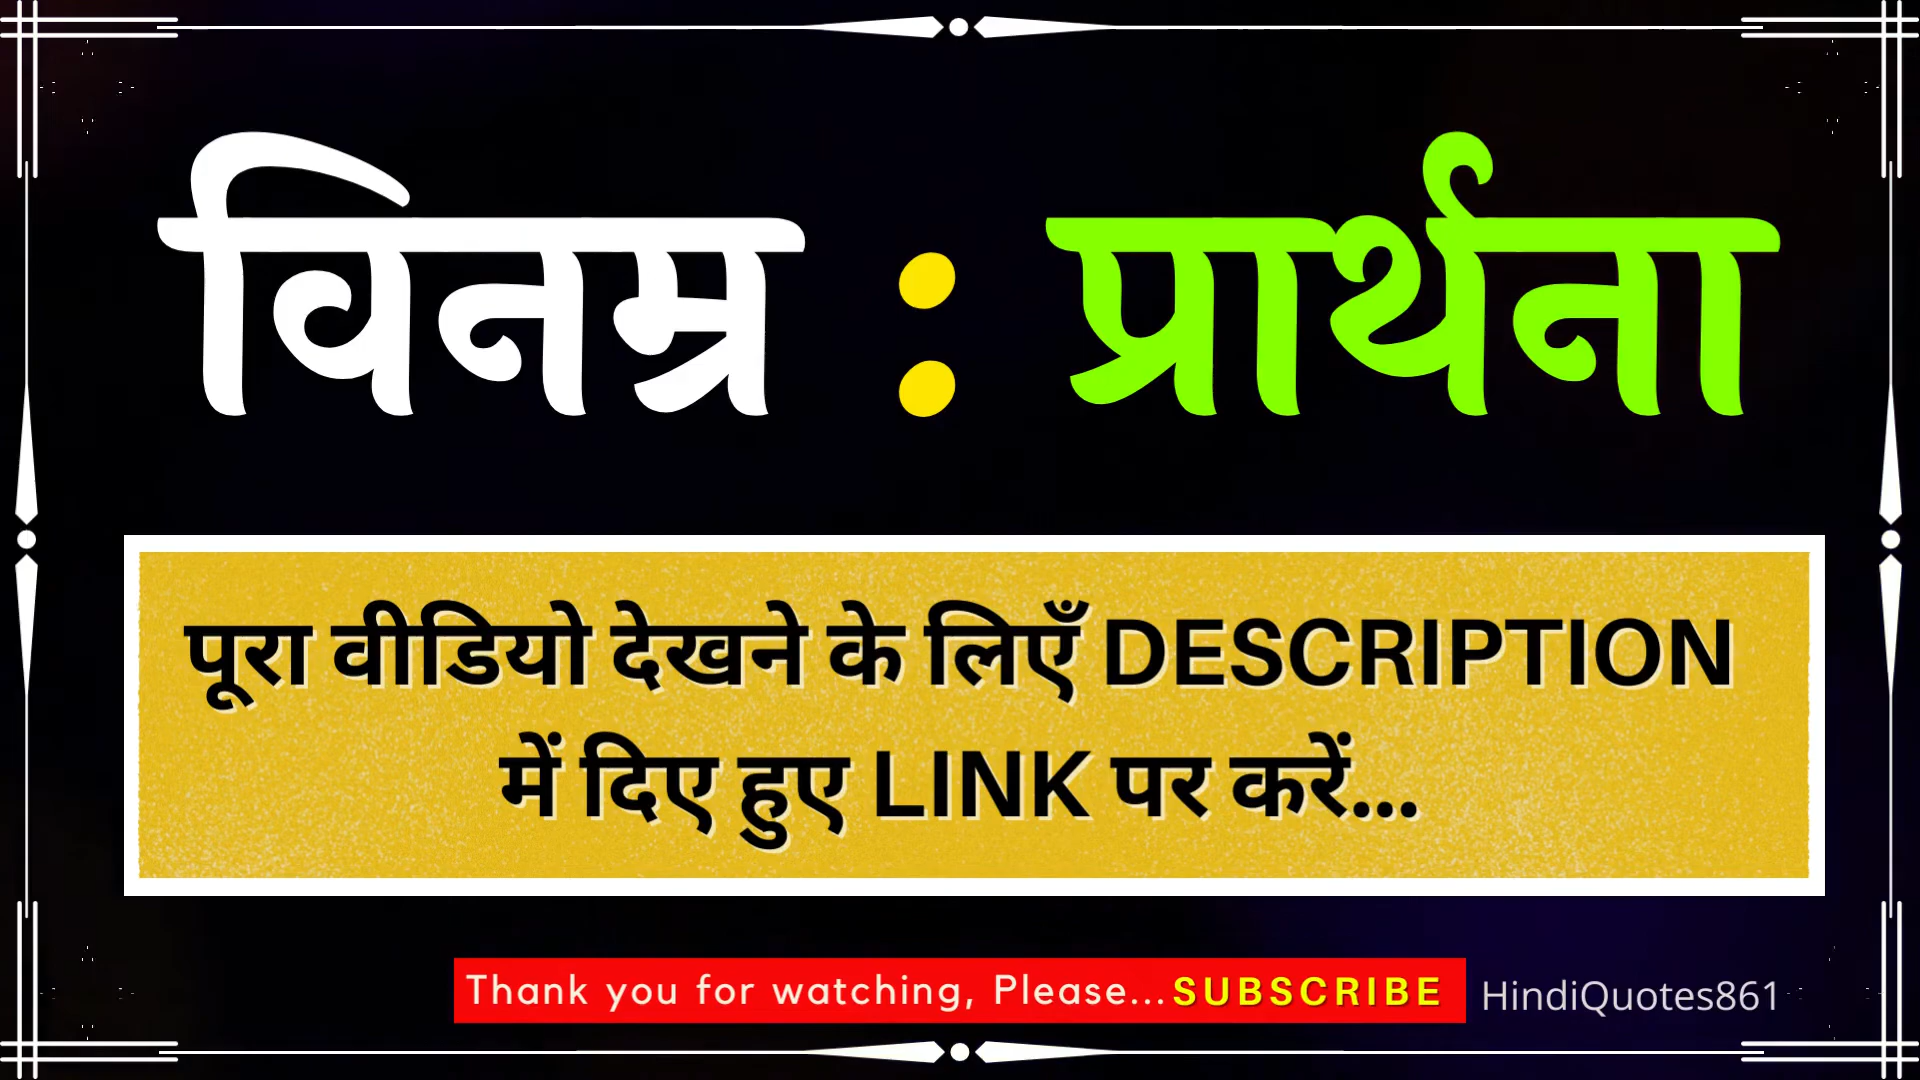 विनम्र : प्रार्थना
पूरा वीडियो देखने के लिएँ DESCRIPTION
में दिए हुए LINK पर करें...
Thank you for watching, Please...SUBSCRIBE HindiQuotes861